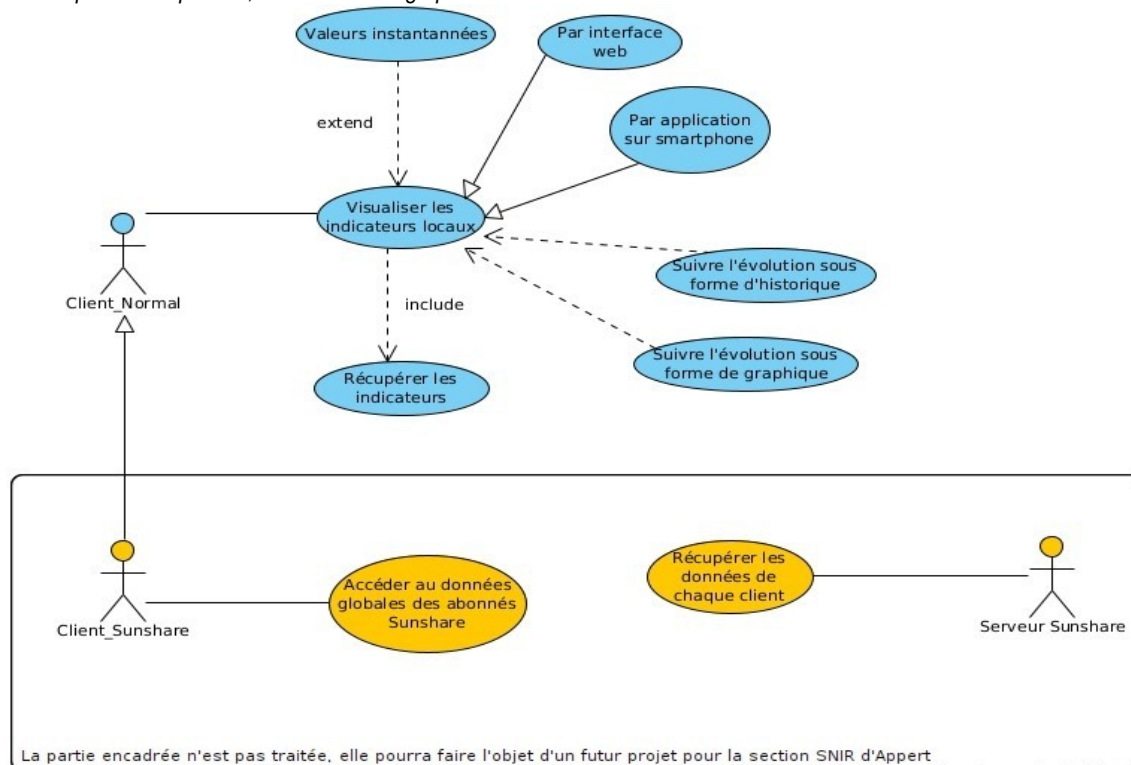 Valeurs instantannées
Par interface
web
extend
Par application
sur smartphone
Visualiser les
indicateurs locaux
Client_Normal
include
Suivre l'évolution sous
forme d'historique
Suivre l'évolution sous
forme de graphique
Récupérer les
indicateurs
Client_Sunshare
Accéder au données
globales des abonnés
Sunshare
Récupérer les
données de
chaque client
Serveur Sunshare
La partie encadrée n'est pas traitée, elle pourra faire l'objet d'un futur projet pour la section SNIR d'Appert